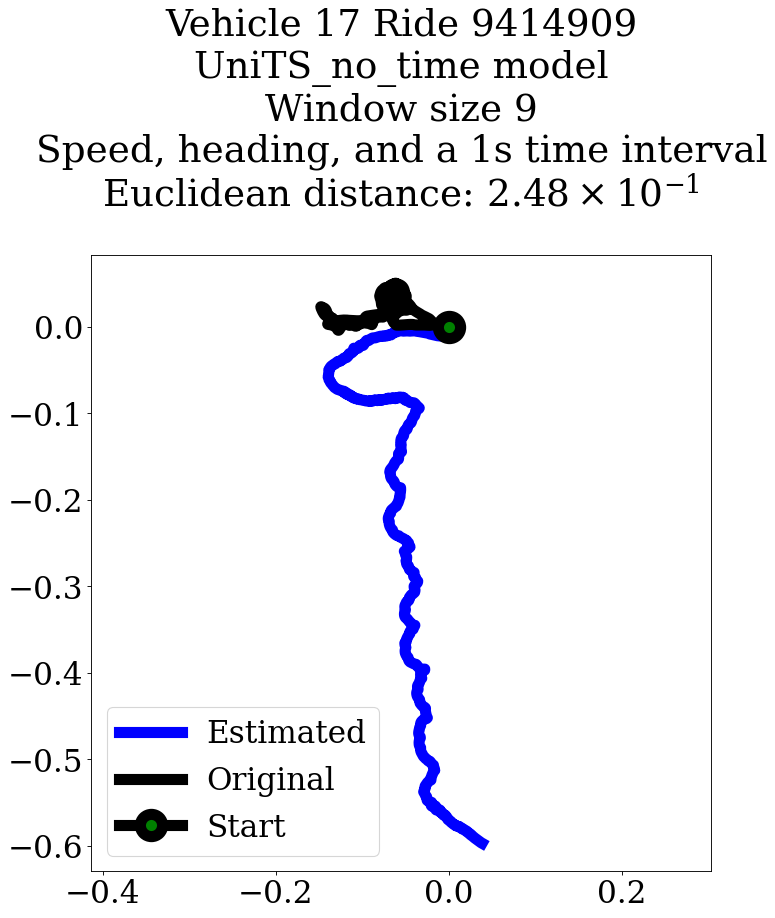 Vehicle 17 Ride 9414909
UniTS_no_time model
Window size 9
Speed, heading, and a 1s time interval
Euclidean distance: 2.48 × 10⁻¹
0.0
−0.1
−0.2
−0.3
−0.4
−0.5
−0.6
Estimated
Original
Start
−0.4 −0.2 0.0 0.2